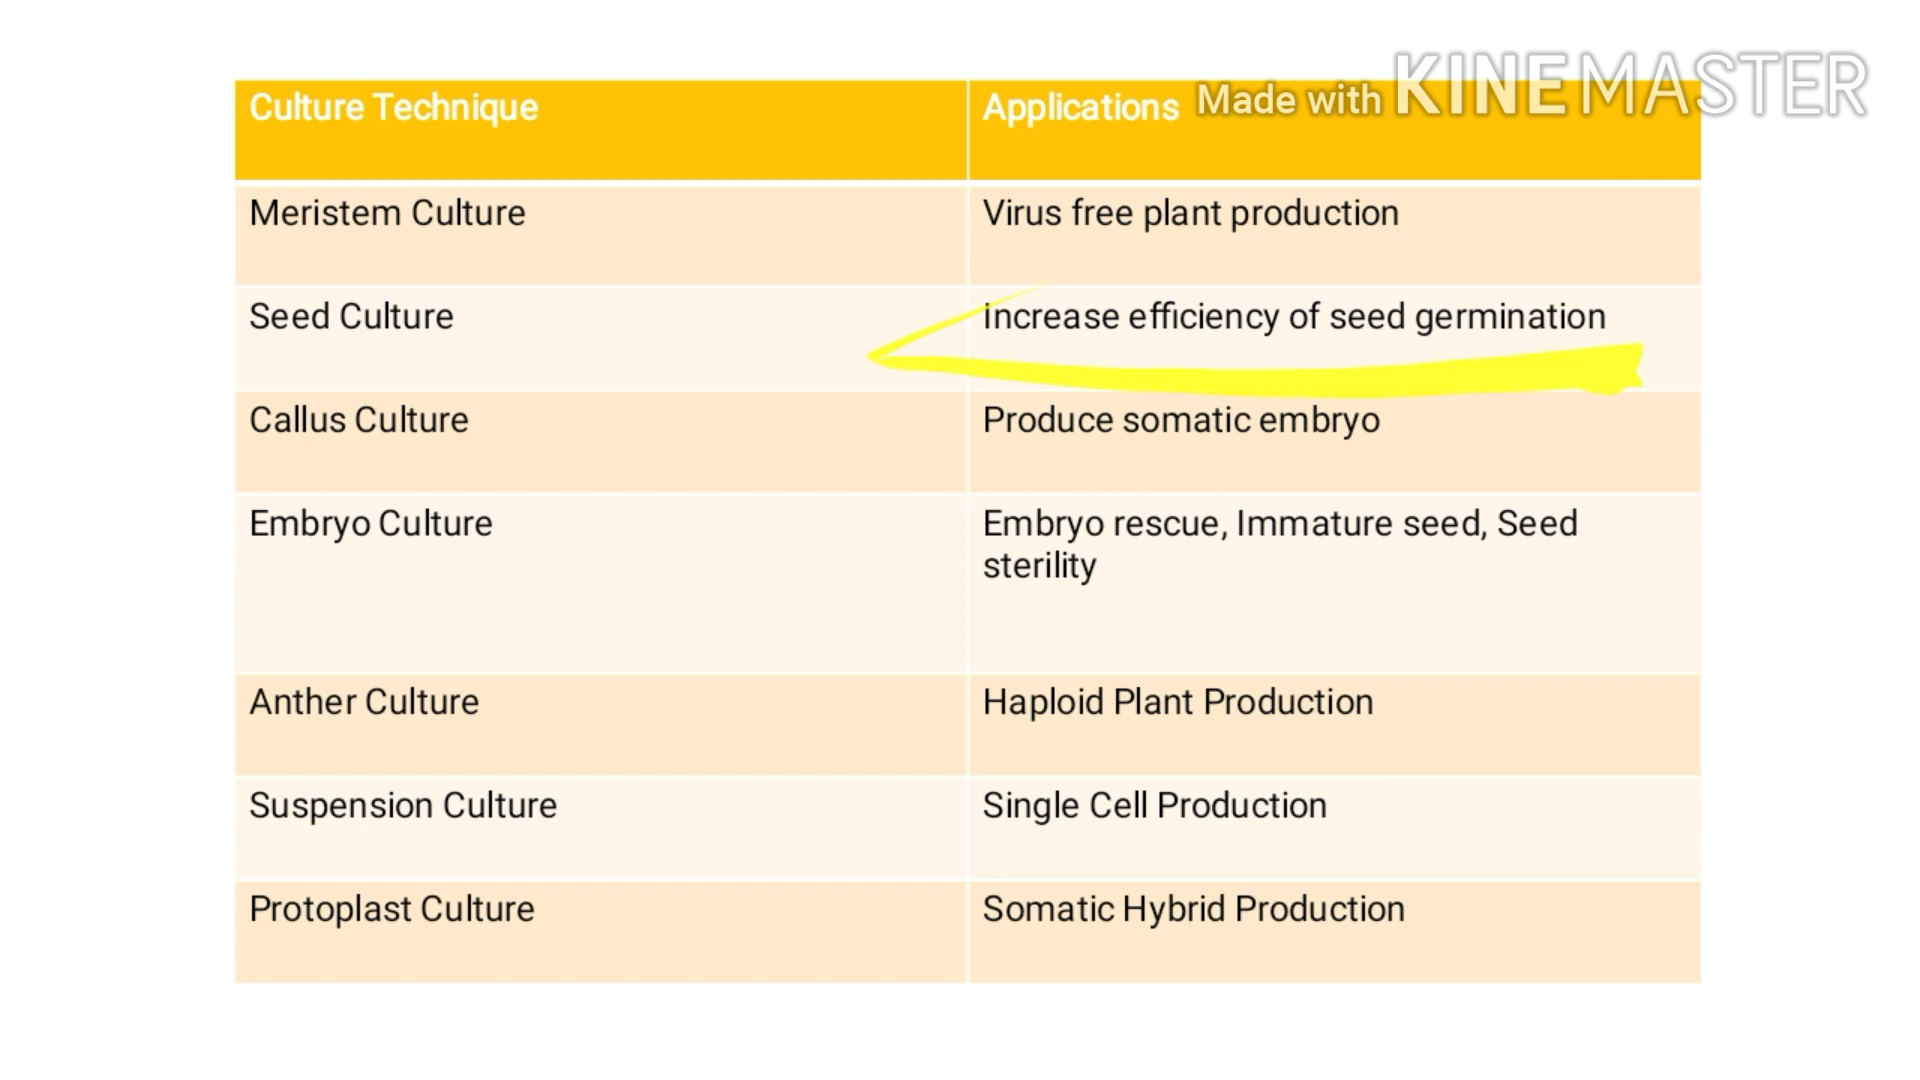 Culture Technique
Applications
Made with KINEMASTER
Meristem Culture
Virus free plant production
Seed Culture
Increase efficiency of seed germination
Callus Culture
Produce somatic embryo
Embryo Culture
Embryo rescue, Immature seed, Seed
sterility
Anther Culture
Haploid Plant Production
Suspension Culture
Single Cell Production
Protoplast Culture
Somatic Hybrid Production